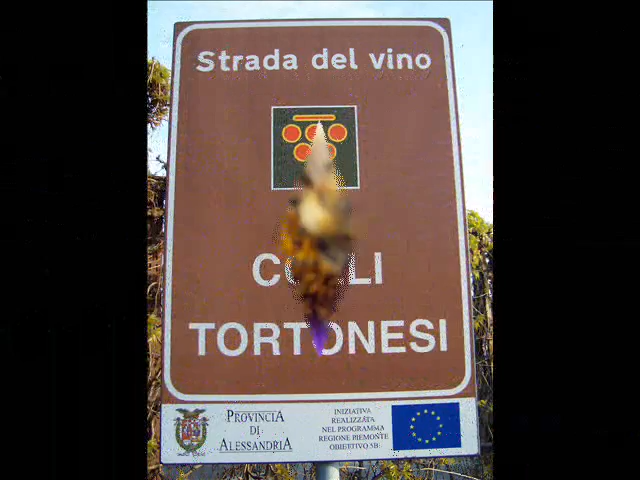 Strada del vino
TORTONESI
PROVINCIA
DI
ALESSANDRIA
INIZIATIVA
REALIZZATA
NEL PROGRAMMA
REGIONE PIEMONTE
OBIETTIVO 5B